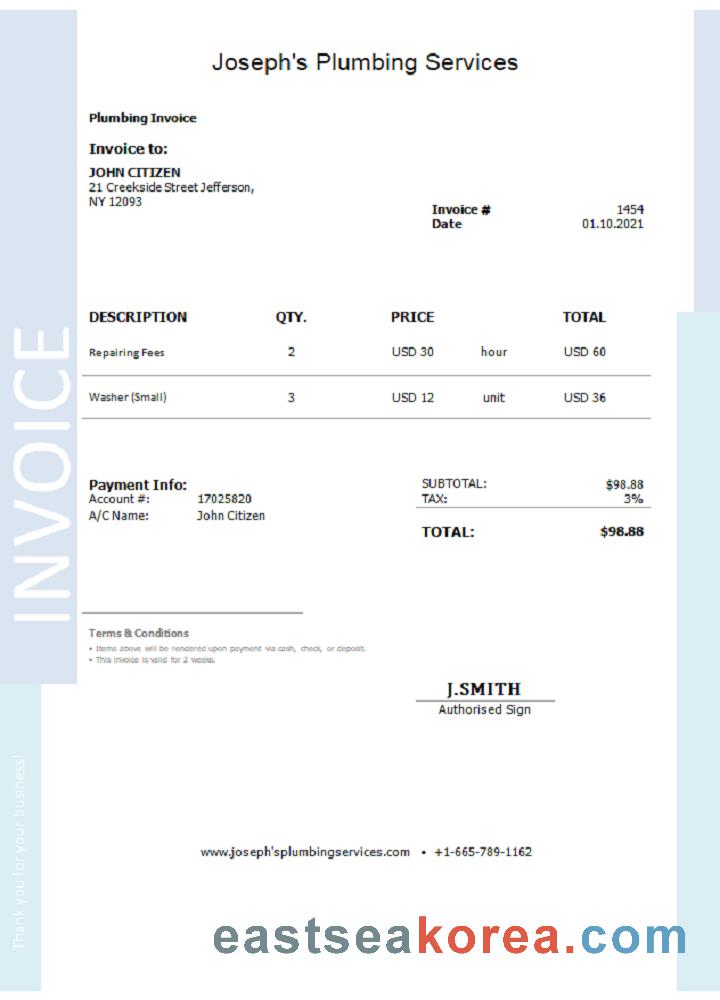 Joseph's Plumbing Services
Plumbing Invoice
Invoice to:
JOHN CITIZEN
21 Creekside Street Jefferson,
NY 12093
Invoice # 1454
Date 01.10.2021
INVOICE
DESCRIPTION QTY. PRICE TOTAL
Repairing Fees 2 USD 30 hour USD 60
Washer (Small) 3 USD 12 unit USD 36
Payment Info:
Account #: 17025820
A/C Name: John Citizen
SUBTOTAL: $98.88
TAX: 3%
TOTAL: $98.88
Terms & Conditions
• Items above will be rendered upon payment via cash, check, or deposit.
• This invoice is valid for 2 weeks.
J.SMITH
Authorised Sign
Thank you for your business!
www.joseph'splumbingservices.com • +1-665-789-1162
eastseakorea.com